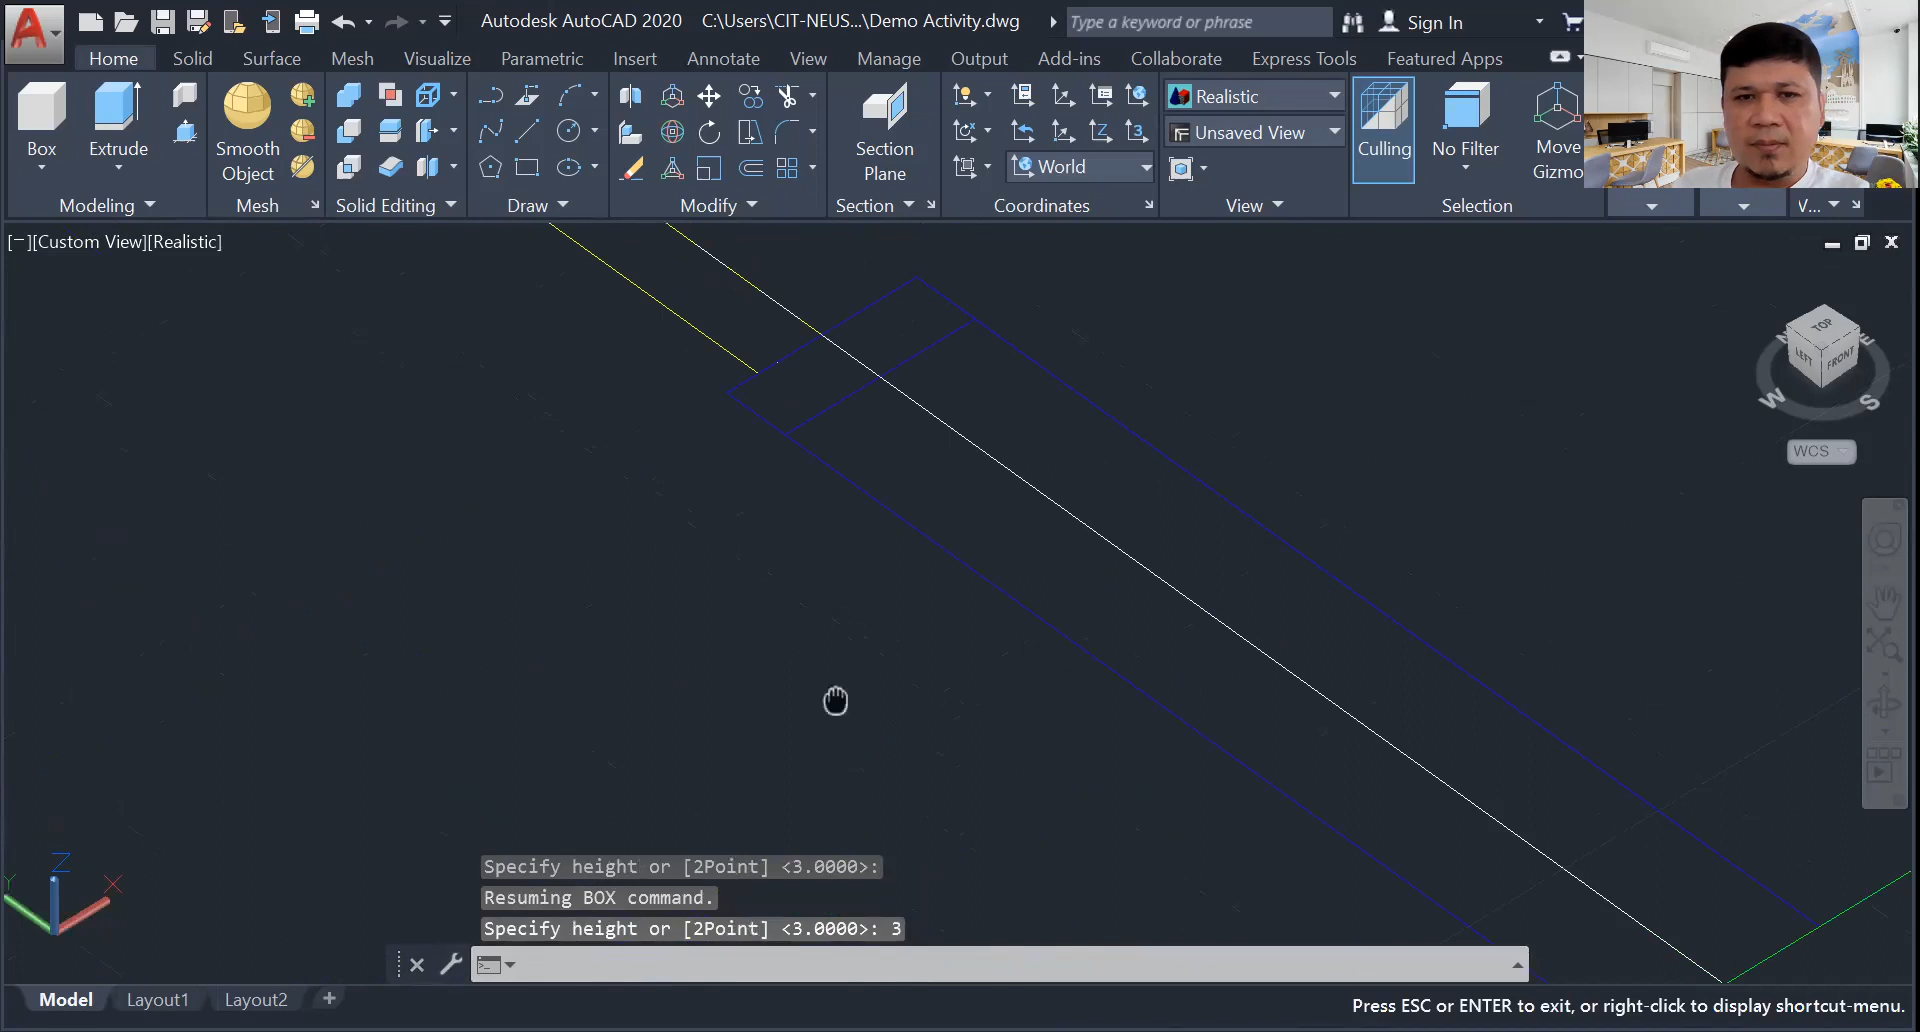 Autodesk AutoCAD 2020 C:\Users\CIT-NEUS...\Demo Activity.dwg Type a keyword or phrase Sign In
Home Solid Surface Mesh Visualize Parametric Insert Annotate View Manage Output Add-ins Collaborate Express Tools Featured Apps
Realistic
Unsaved View
World
Box Extrude Smooth Object Section Plane Culling No Filter Move Gizmo
Modeling Mesh Solid Editing Draw Modify Section Coordinates View Selection V...
[−][Custom View][Realistic]
TOP
LEFT FRONT
W S
WCS
Z
Y X
Specify height or [2Point] <3.0000>:
Resuming BOX command.
Specify height or [2Point] <3.0000>: 3
Model Layout1 Layout2 +
Press ESC or ENTER to exit, or right-click to display shortcut-menu.